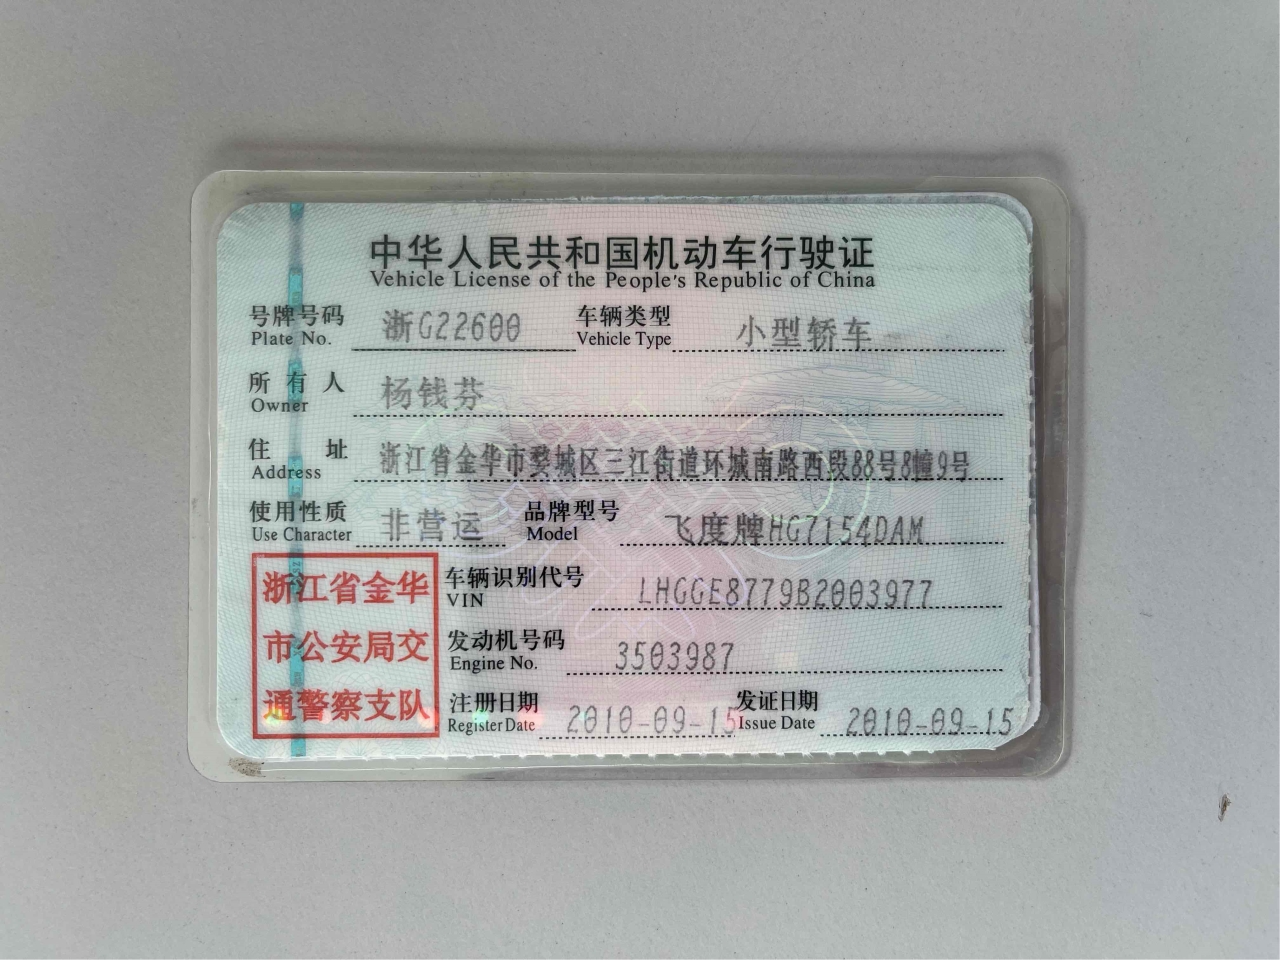 中华人民共和国机动车行驶证
Vehicle License of the People's Republic of China
号牌号码 浙G22600 车辆类型 小型轿车
Plate No. Vehicle Type
所有人 杨钱芬
Owner
住址 浙江省金华市婺城区三江街道环城南路西段88号8幢9号
Address
使用性质 非营运 品牌型号 飞度牌HG7154DAM
Use Character Model
浙江省金华
市公安局交
通警察支队
车辆识别代号 LHGGE8779B2003977
VIN
发动机号码 3503987
Engine No.
注册日期 2010-09-15 发证日期 2010-09-15
Register Date Issue Date